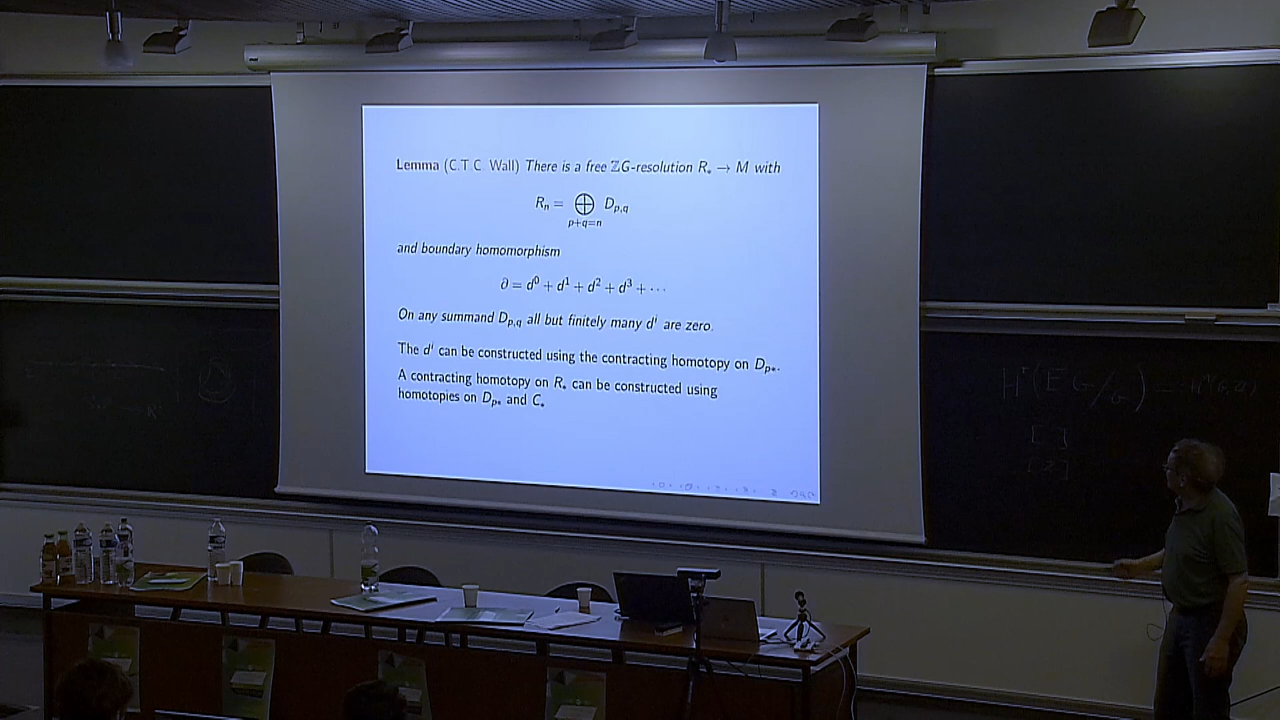 Lemma (C.T.C. Wall) There is a free ℤG-resolution R_* → M with
R_n = ⊕_{p+q=n} D_{p,q}
and boundary homomorphism
∂ = d^0 + d^1 + d^2 + d^3 + ⋯
On any summand D_{p,q} all but finitely many d^i are zero.
The d^i can be constructed using the contracting homotopy on D_{p*}.
A contracting homotopy on R_* can be constructed using
homotopies on D_{p*} and C_*